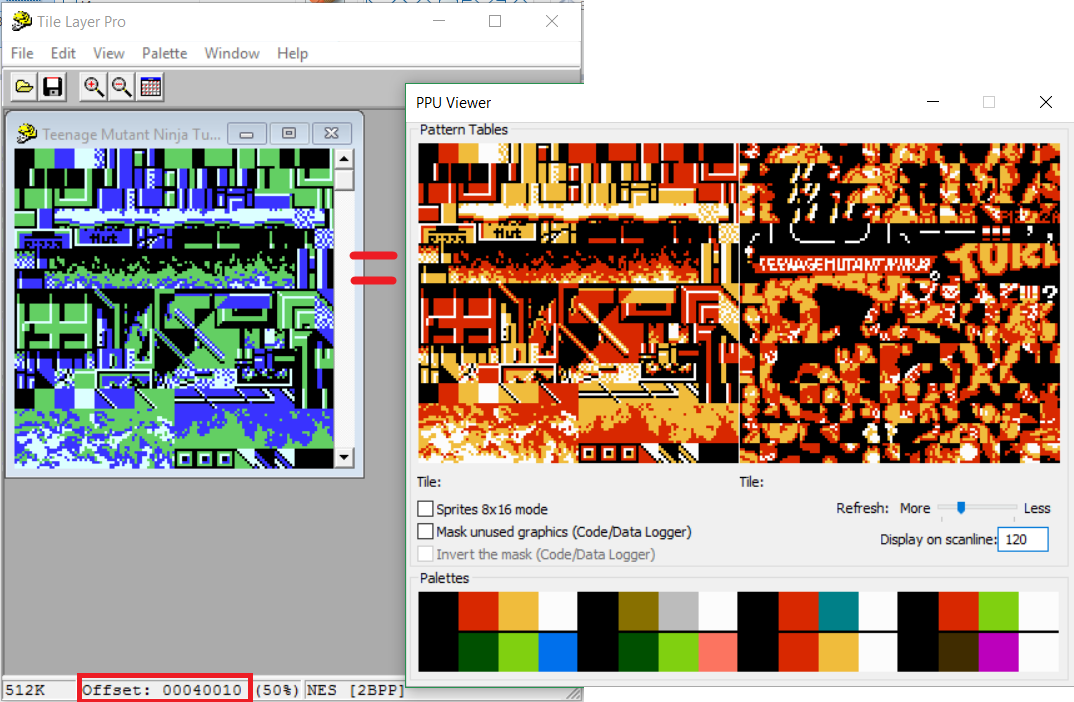 Tile Layer Pro
File Edit View Palette Window Help
PPU Viewer
Teenage Mutant Ninja Tu...
Pattern Tables
Hut
TEENAGE MUTANT NINJA
Tile:
Tile:
Sprites 8x16 mode
Refresh: More Less
Mask unused graphics (Code/Data Logger)
Display on scanline: 120
Invert the mask (Code/Data Logger)
Palettes
512K Offset: 00040010 (50%) NES [2BPP]